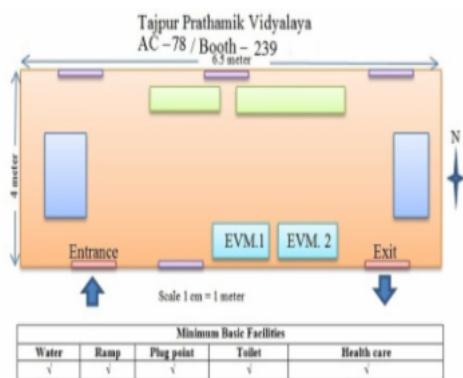 Tajpur Prathamik Vidyalaya
AC –78 / Booth – 239
6.5 meter
4 meter
N
EVM.1 EVM. 2
Entrance Exit
Scale 1 cm = 1 meter
Minimum Basic Facilities
Water Ramp Plug point Toilet Health care
√ √ √ √ √